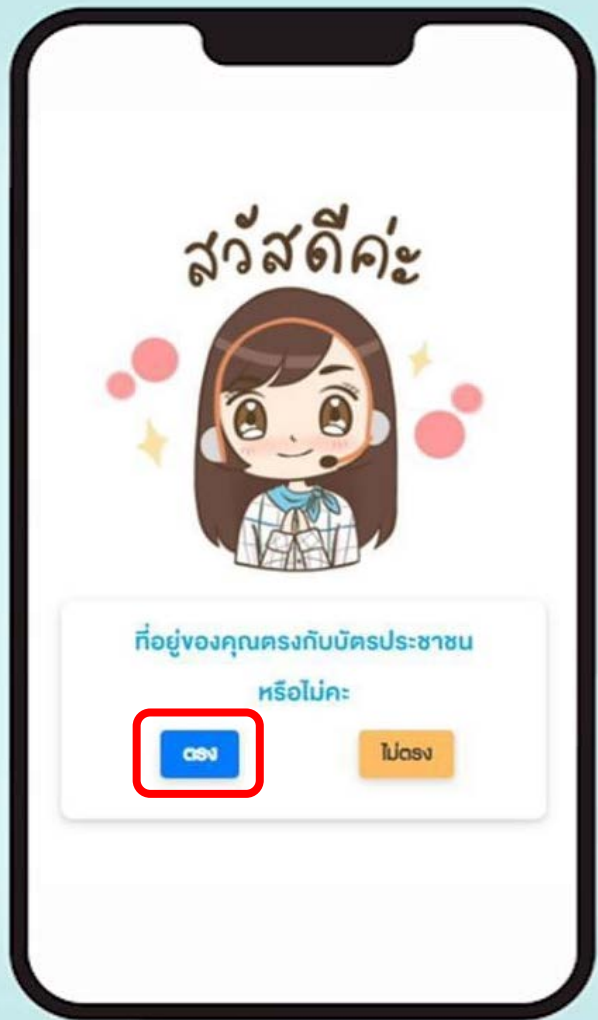 สวัสดีค่ะ
ที่อยู่ของคุณตรงกับบัตรประชาชน
หรือไม่คะ
ตรง
ไม่ตรง